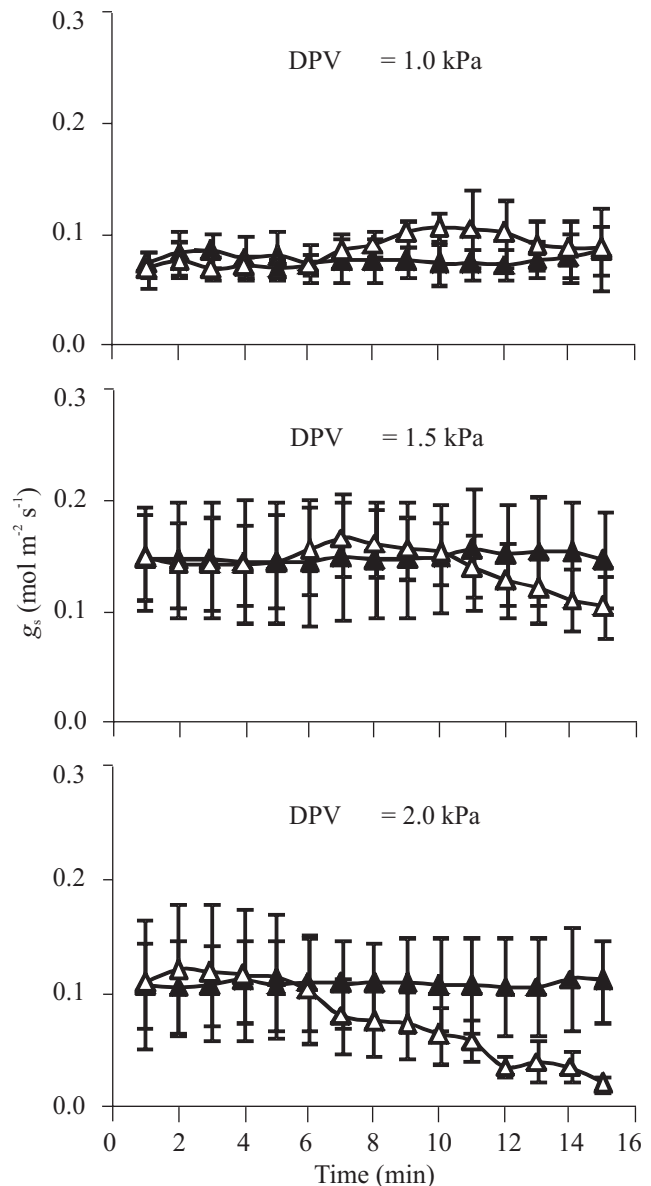 0.3
DPV = 1.0 kPa
0.2
0.1
0.0
0.3
DPV = 1.5 kPa
0.2
0.1
0.0
gₛ (mol m⁻² s⁻¹)
0.3
DPV = 2.0 kPa
0.2
0.1
0.0
0 2 4 6 8 10 12 14 16
Time (min)